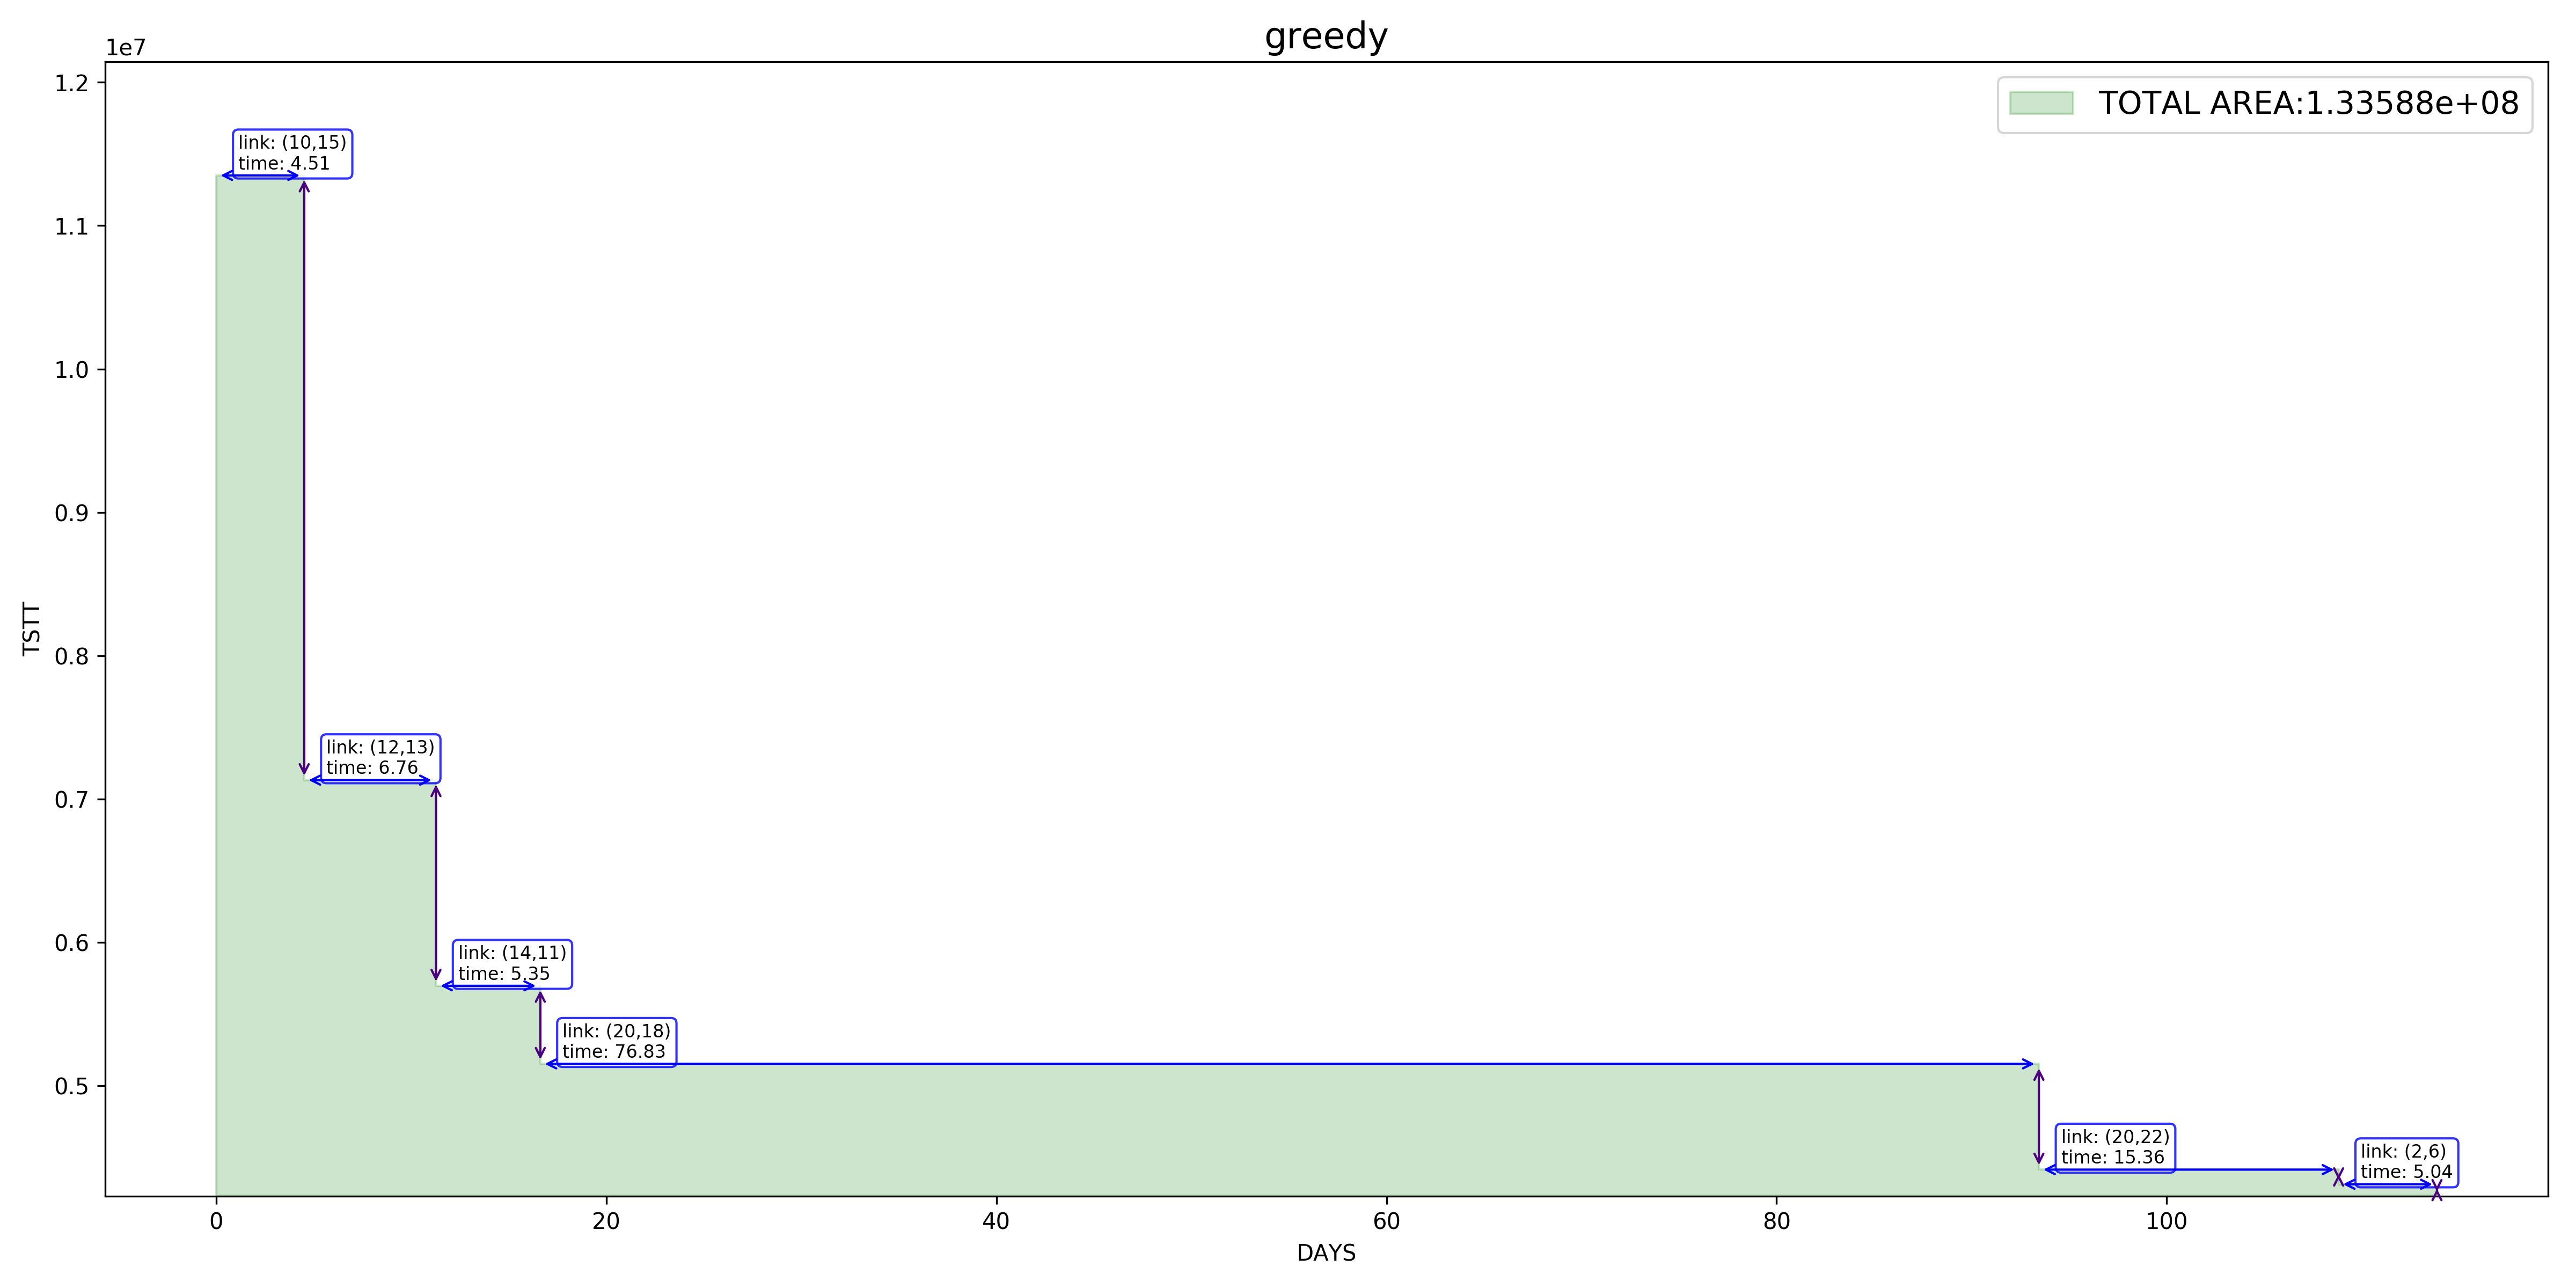 greedy
1e7
TOTAL AREA:1.33588e+08
1.2
1.1
1.0
0.9
0.8
0.7
0.6
0.5
TSTT
link: (10,15)
time: 4.51
link: (12,13)
time: 6.76
link: (14,11)
time: 5.35
link: (20,18)
time: 76.83
link: (20,22)
time: 15.36
link: (2,6)
time: 5.04
0
20
40
60
80
100
DAYS